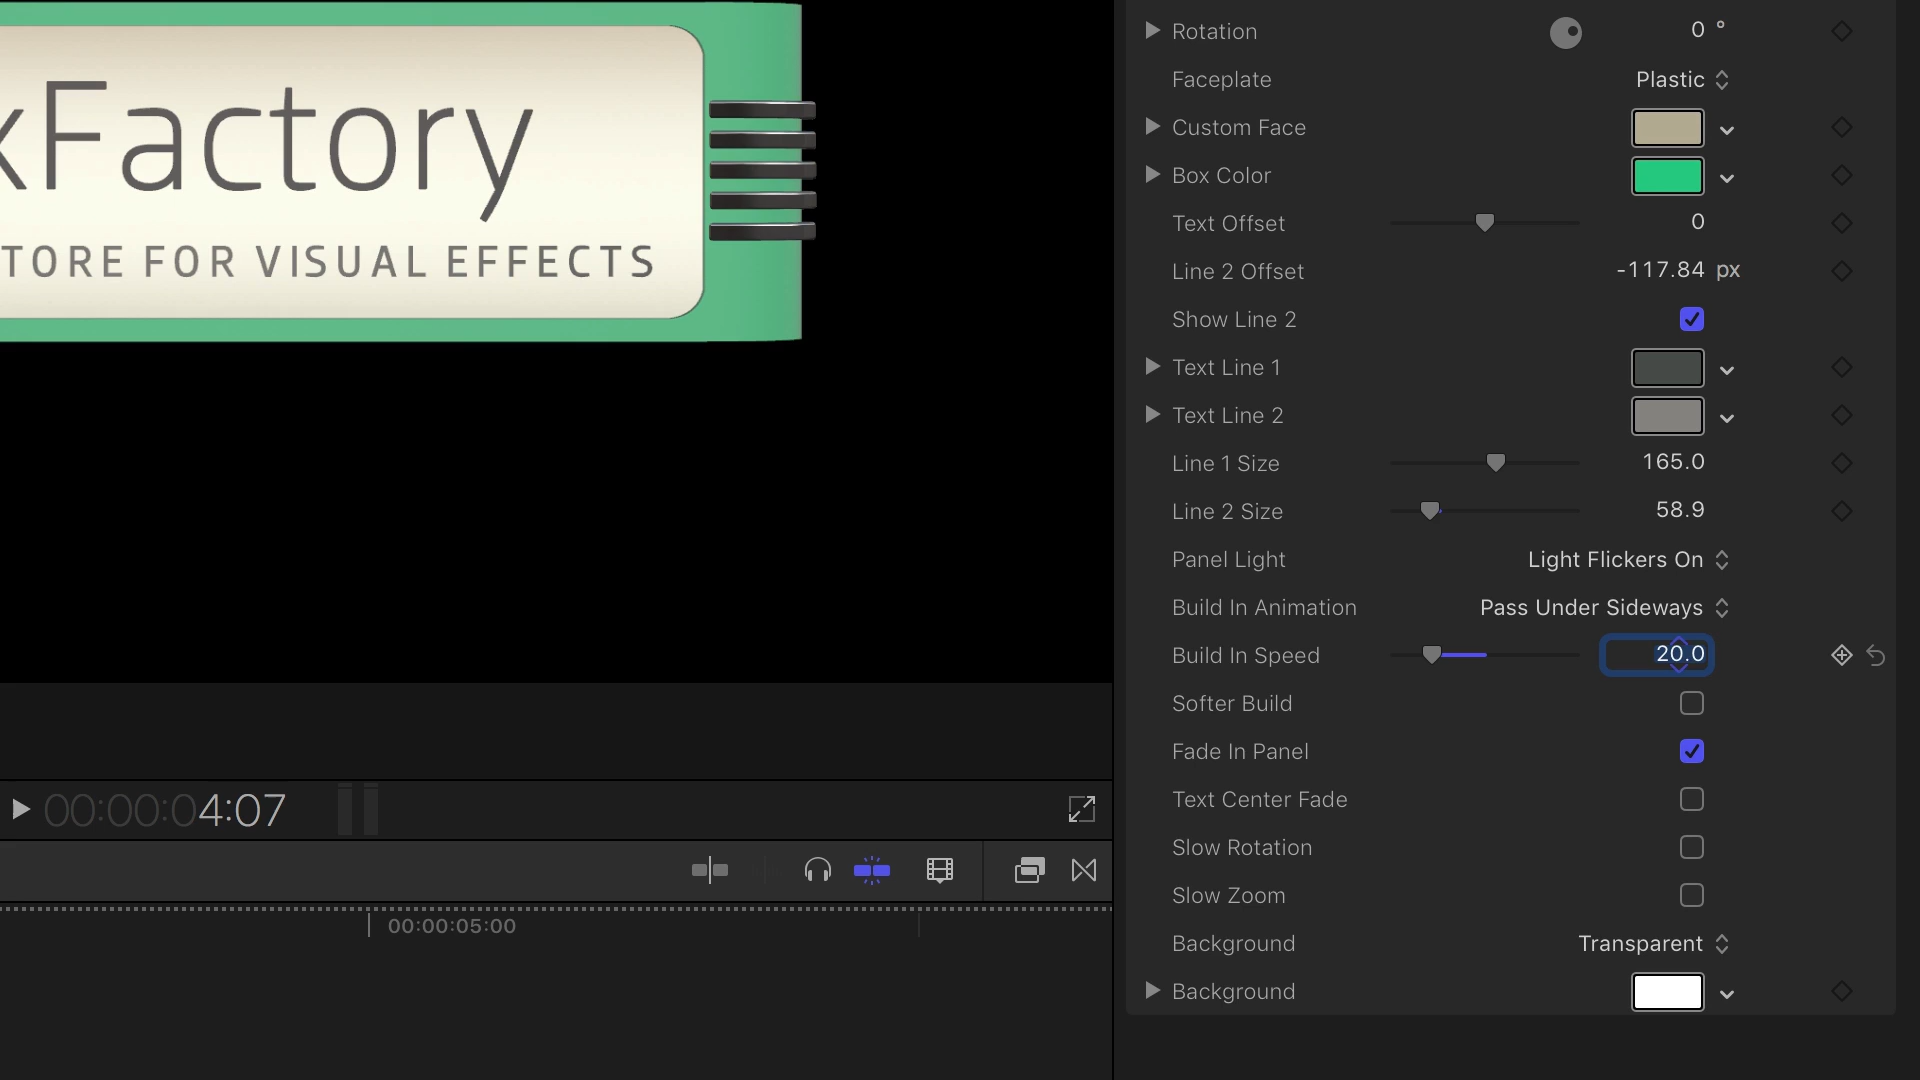 xFactory
TORE FOR VISUAL EFFECTS
Rotation 0 °
Faceplate Plastic
Custom Face
Box Color
Text Offset 0
Line 2 Offset -117.84 px
Show Line 2
Text Line 1
Text Line 2
Line 1 Size 165.0
Line 2 Size 58.9
Panel Light Light Flickers On
Build In Animation Pass Under Sideways
Build In Speed 20.0
Softer Build
Fade In Panel
Text Center Fade
Slow Rotation
Slow Zoom
Background Transparent
Background
00:00:04:07
00:00:05:00